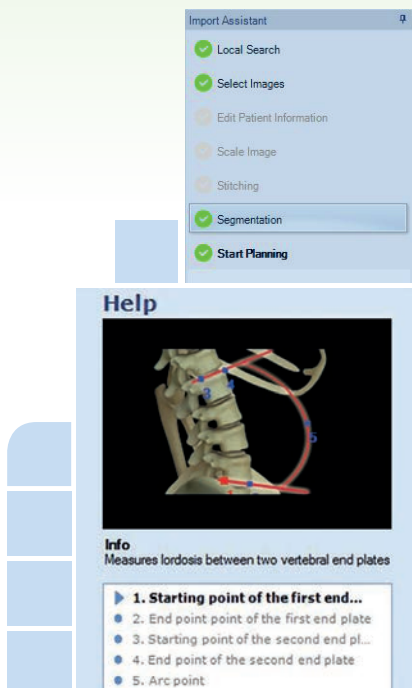 Import Assistant
Local Search
Select Images
Edit Patient Information
Scale Image
Stitching
Segmentation
Start Planning
Help
3
4
5
Info
Measures lordosis between two vertebral end plates
1. Starting point of the first end...
2. End point point of the first end plate
3. Starting point of the second end pl...
4. End point of the second end plate
5. Arc point